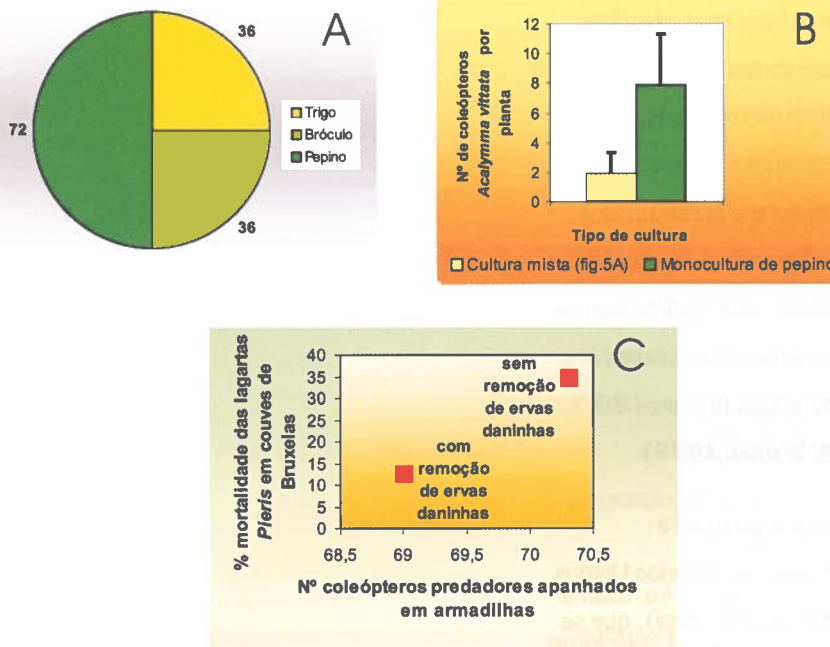 36
A
Trigo
72
Bróculo
Pepino
36
B
Nº de coleópteros
Acalymma vittata por
planta
12
10
8
6
4
2
0
Tipo de cultura
Cultura mista (fig.5A) Monocultura de pepino
C
% mortalidade das lagartas
Pieris em couves de
Bruxelas
40
35
30
25
20
15
10
5
0
sem
remoção
de ervas
daninhas
com
remoção
de ervas
daninhas
68,5 69 69,5 70 70,5
Nº coleópteros predadores apanhados
em armadilhas